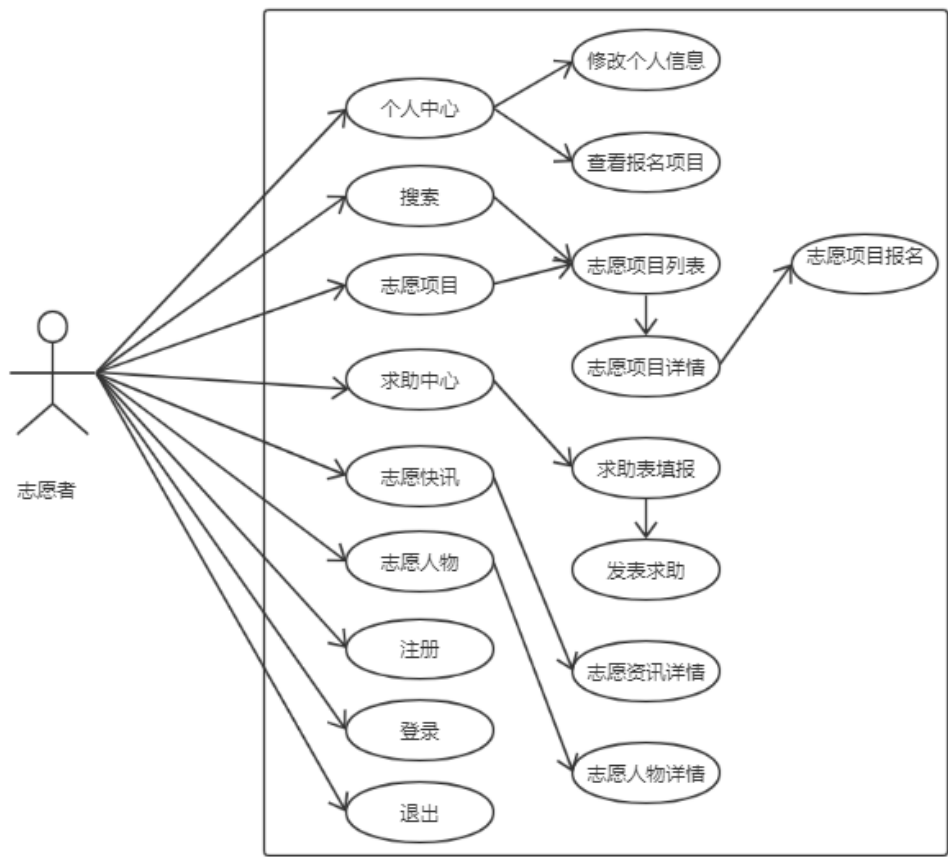 修改个人信息
个人中心
查看报名项目
搜索
志愿项目列表
志愿项目报名
志愿项目
志愿项目详情
求助中心
求助表填报
志愿快讯
志愿者
志愿人物
发表求助
注册
志愿资讯详情
登录
志愿人物详情
退出